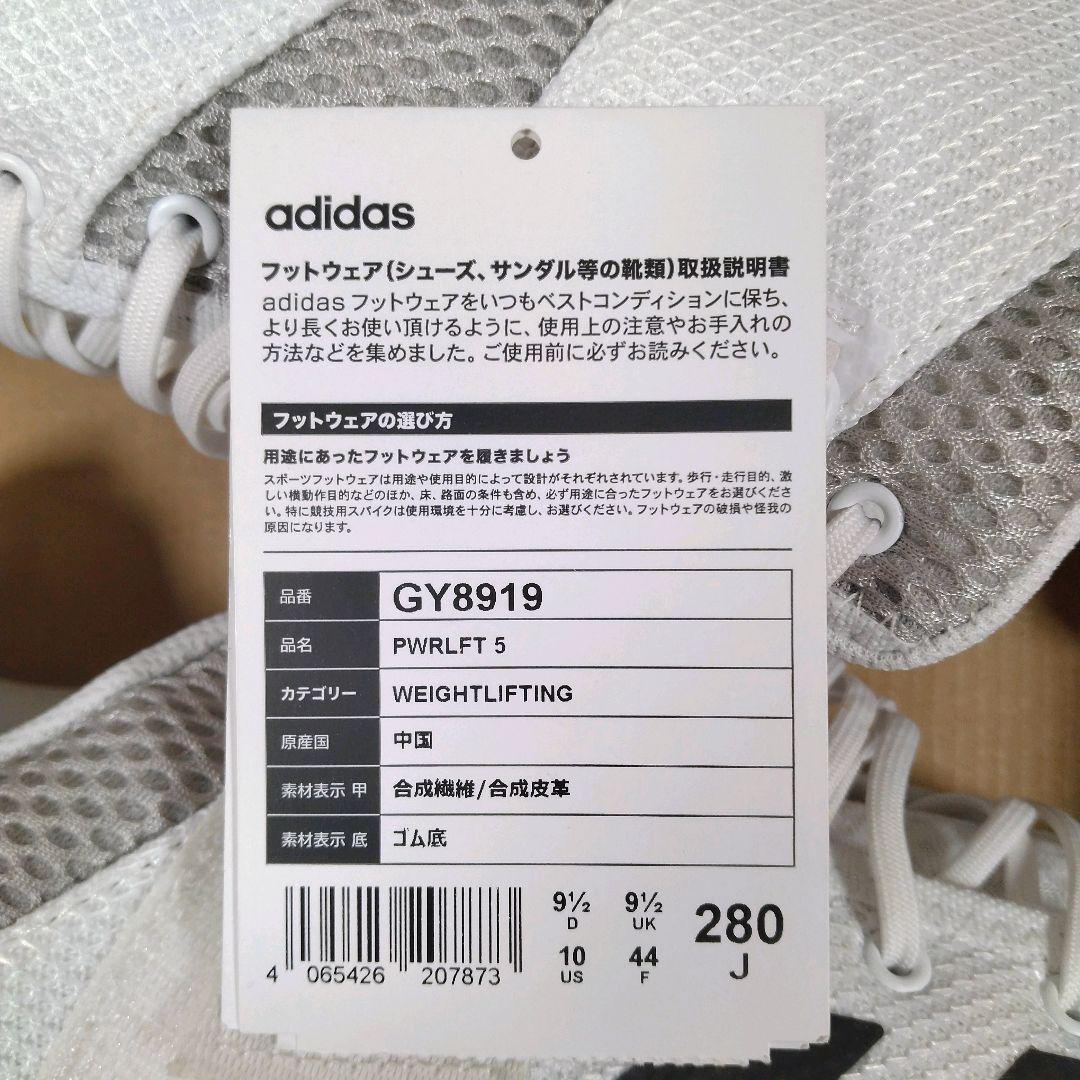 adidas
フットウェア(シューズ、サンダル等の靴類)取扱説明書
adidas フットウェアをいつもベストコンディションに保ち、
より長くお使い頂けるように、使用上の注意やお手入れの
方法などを集めました。ご使用前に必ずお読みください。
フットウェアの選び方
用途にあったフットウェアを履きましょう
スポーツフットウェアは用途や使用目的によって設計がそれぞれされています。歩行・走行目的、激
しい横動作目的などのほか、床、路面の条件も含め、必ず用途に合ったフットウェアをお選びくださ
い。特に競技用スパイクは使用環境を十分に考慮し、お選びください。フットウェアの破損や怪我の
原因になります。
品番 GY8919
品名 PWRLFT 5
カテゴリー WEIGHTLIFTING
原産国 中国
素材表示 甲 合成繊維/合成皮革
素材表示 底 ゴム底
9½ 9½ 280
D UK J
10 44
US F
4 065426 207873